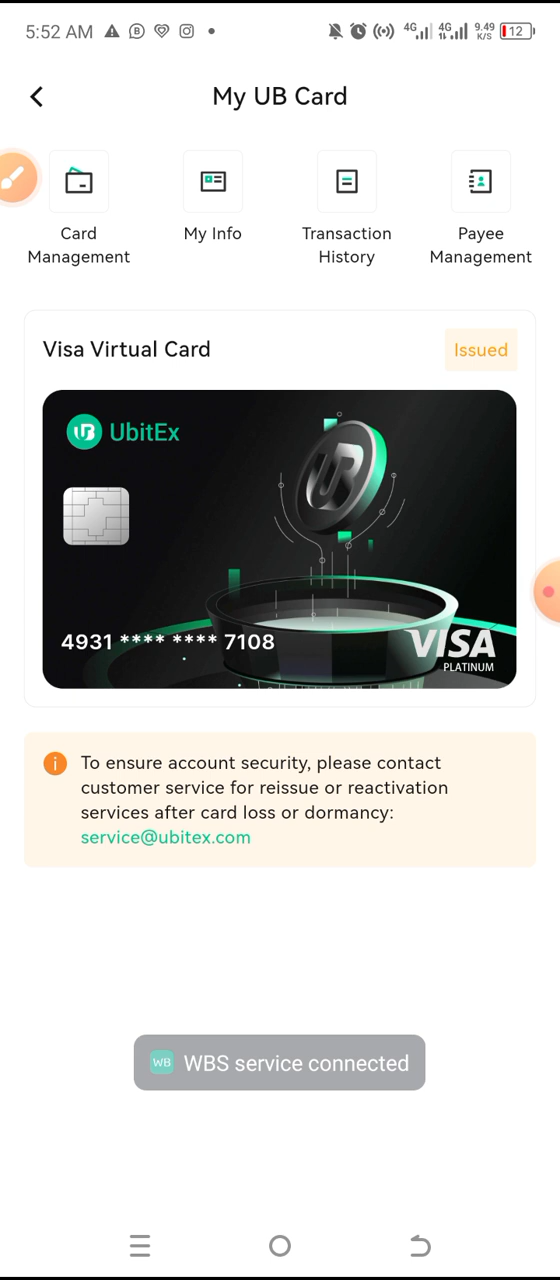 5:52 AM
4G 4G 9.49 K/S 12
My UB Card
Card Management
My Info
Transaction History
Payee Management
Visa Virtual Card
Issued
UbitEx
4931 **** **** 7108
VISA
PLATINUM
To ensure account security, please contact
customer service for reissue or reactivation
services after card loss or dormancy:
service@ubitex.com
WB WBS service connected